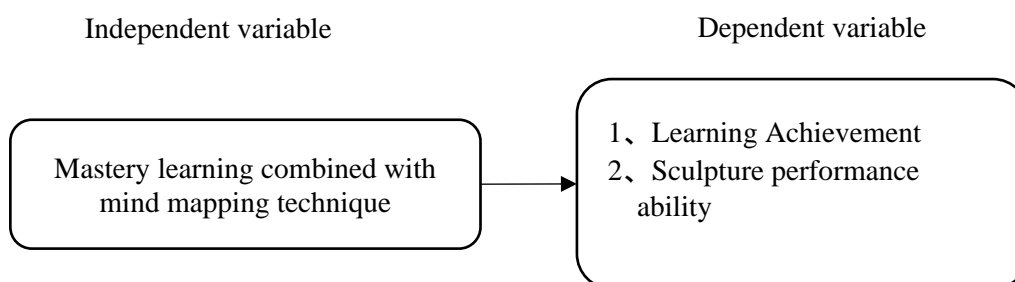 Independent variable
Dependent variable
Mastery learning combined with
mind mapping technique
1、Learning Achievement
2、Sculpture performance
ability